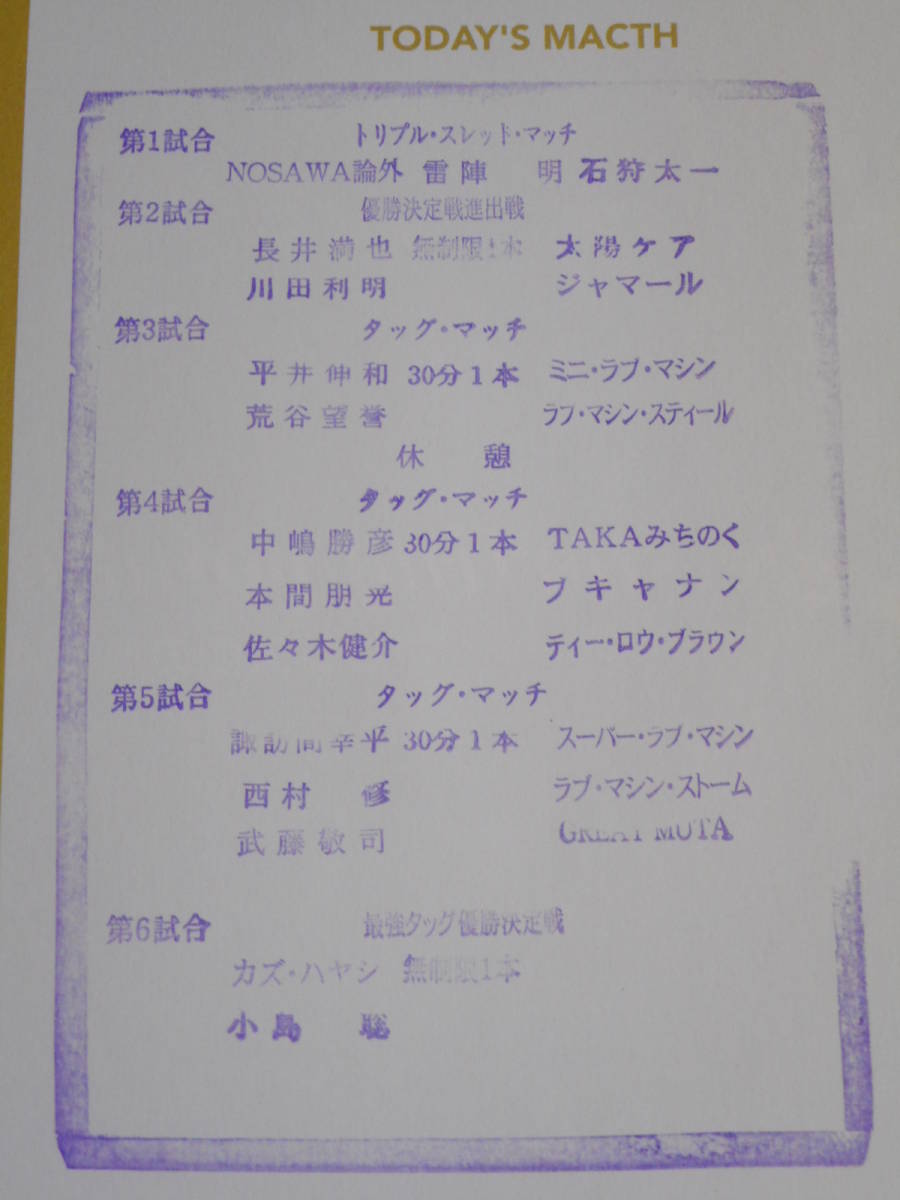 TODAY'S MACTH
第1試合 トリプル・スレット・マッチ
NOSAWA論外 雷陣 明 石狩太一
第2試合 優勝決定戦進出戦
長井満也 無制限1本 太陽ケア
川田利明 ジャマール
第3試合 タッグ・マッチ
平井伸和 30分1本 ミニ・ラブ・マシン
荒谷望誉 ラブ・マシン・スティール
休憩
第4試合 タッグ・マッチ
中嶋勝彦 30分1本 TAKAみちのく
本間朋光 ブキャナン
佐々木健介 ディー・ロウ・ブラウン
第5試合 タッグ・マッチ
諏訪間幸平 30分1本 スーパー・ラブ・マシン
西村 修 ラブ・マシン・ストーム
武藤敬司 GREAT MUTA
第6試合 最強タッグ優勝決定戦
カズ・ハヤシ 無制限1本
小島 聡